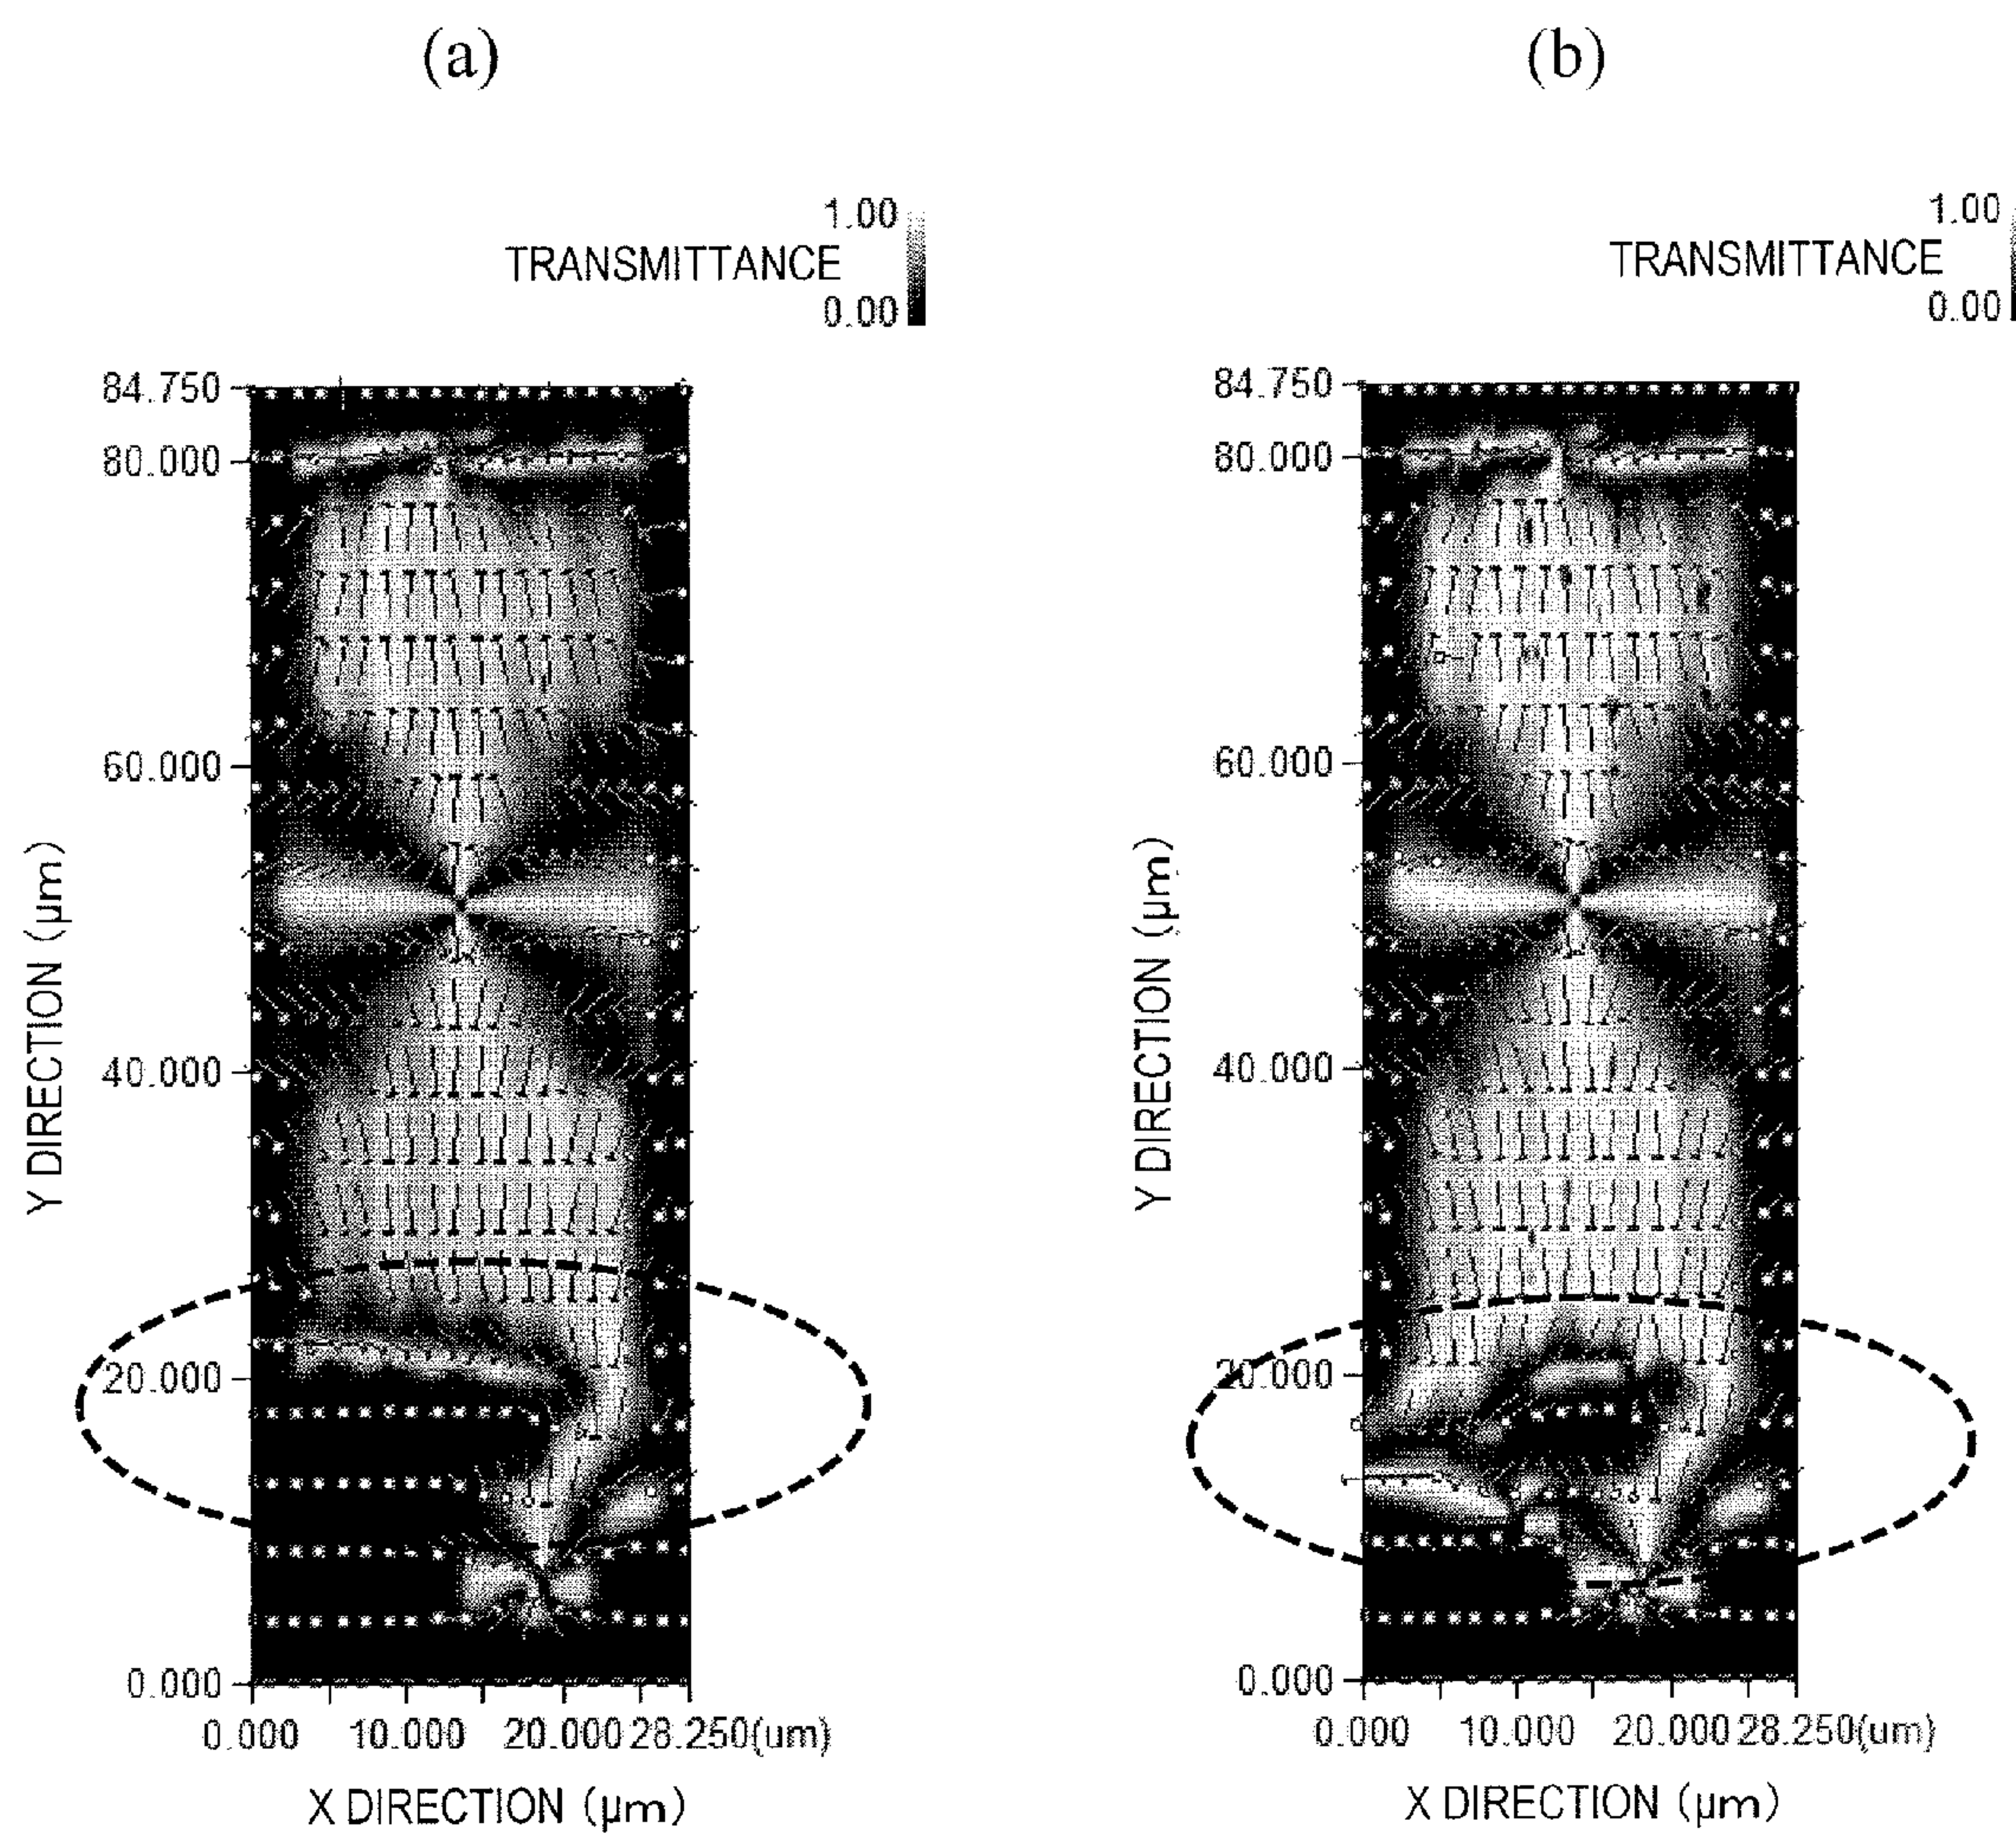 (a)
1.00
TRANSMITTANCE
0.00
84.750
80.000
60.000
40.000
20.000
0.000
Y DIRECTION (μm)
0.000 10.000 20.000 28.250(um)
X DIRECTION (μm)
(b)
1.00
TRANSMITTANCE
0.00
84.750
80.000
60.000
40.000
20.000
0.000
Y DIRECTION (μm)
0.000 10.000 20.000 28.250(um)
X DIRECTION (μm)